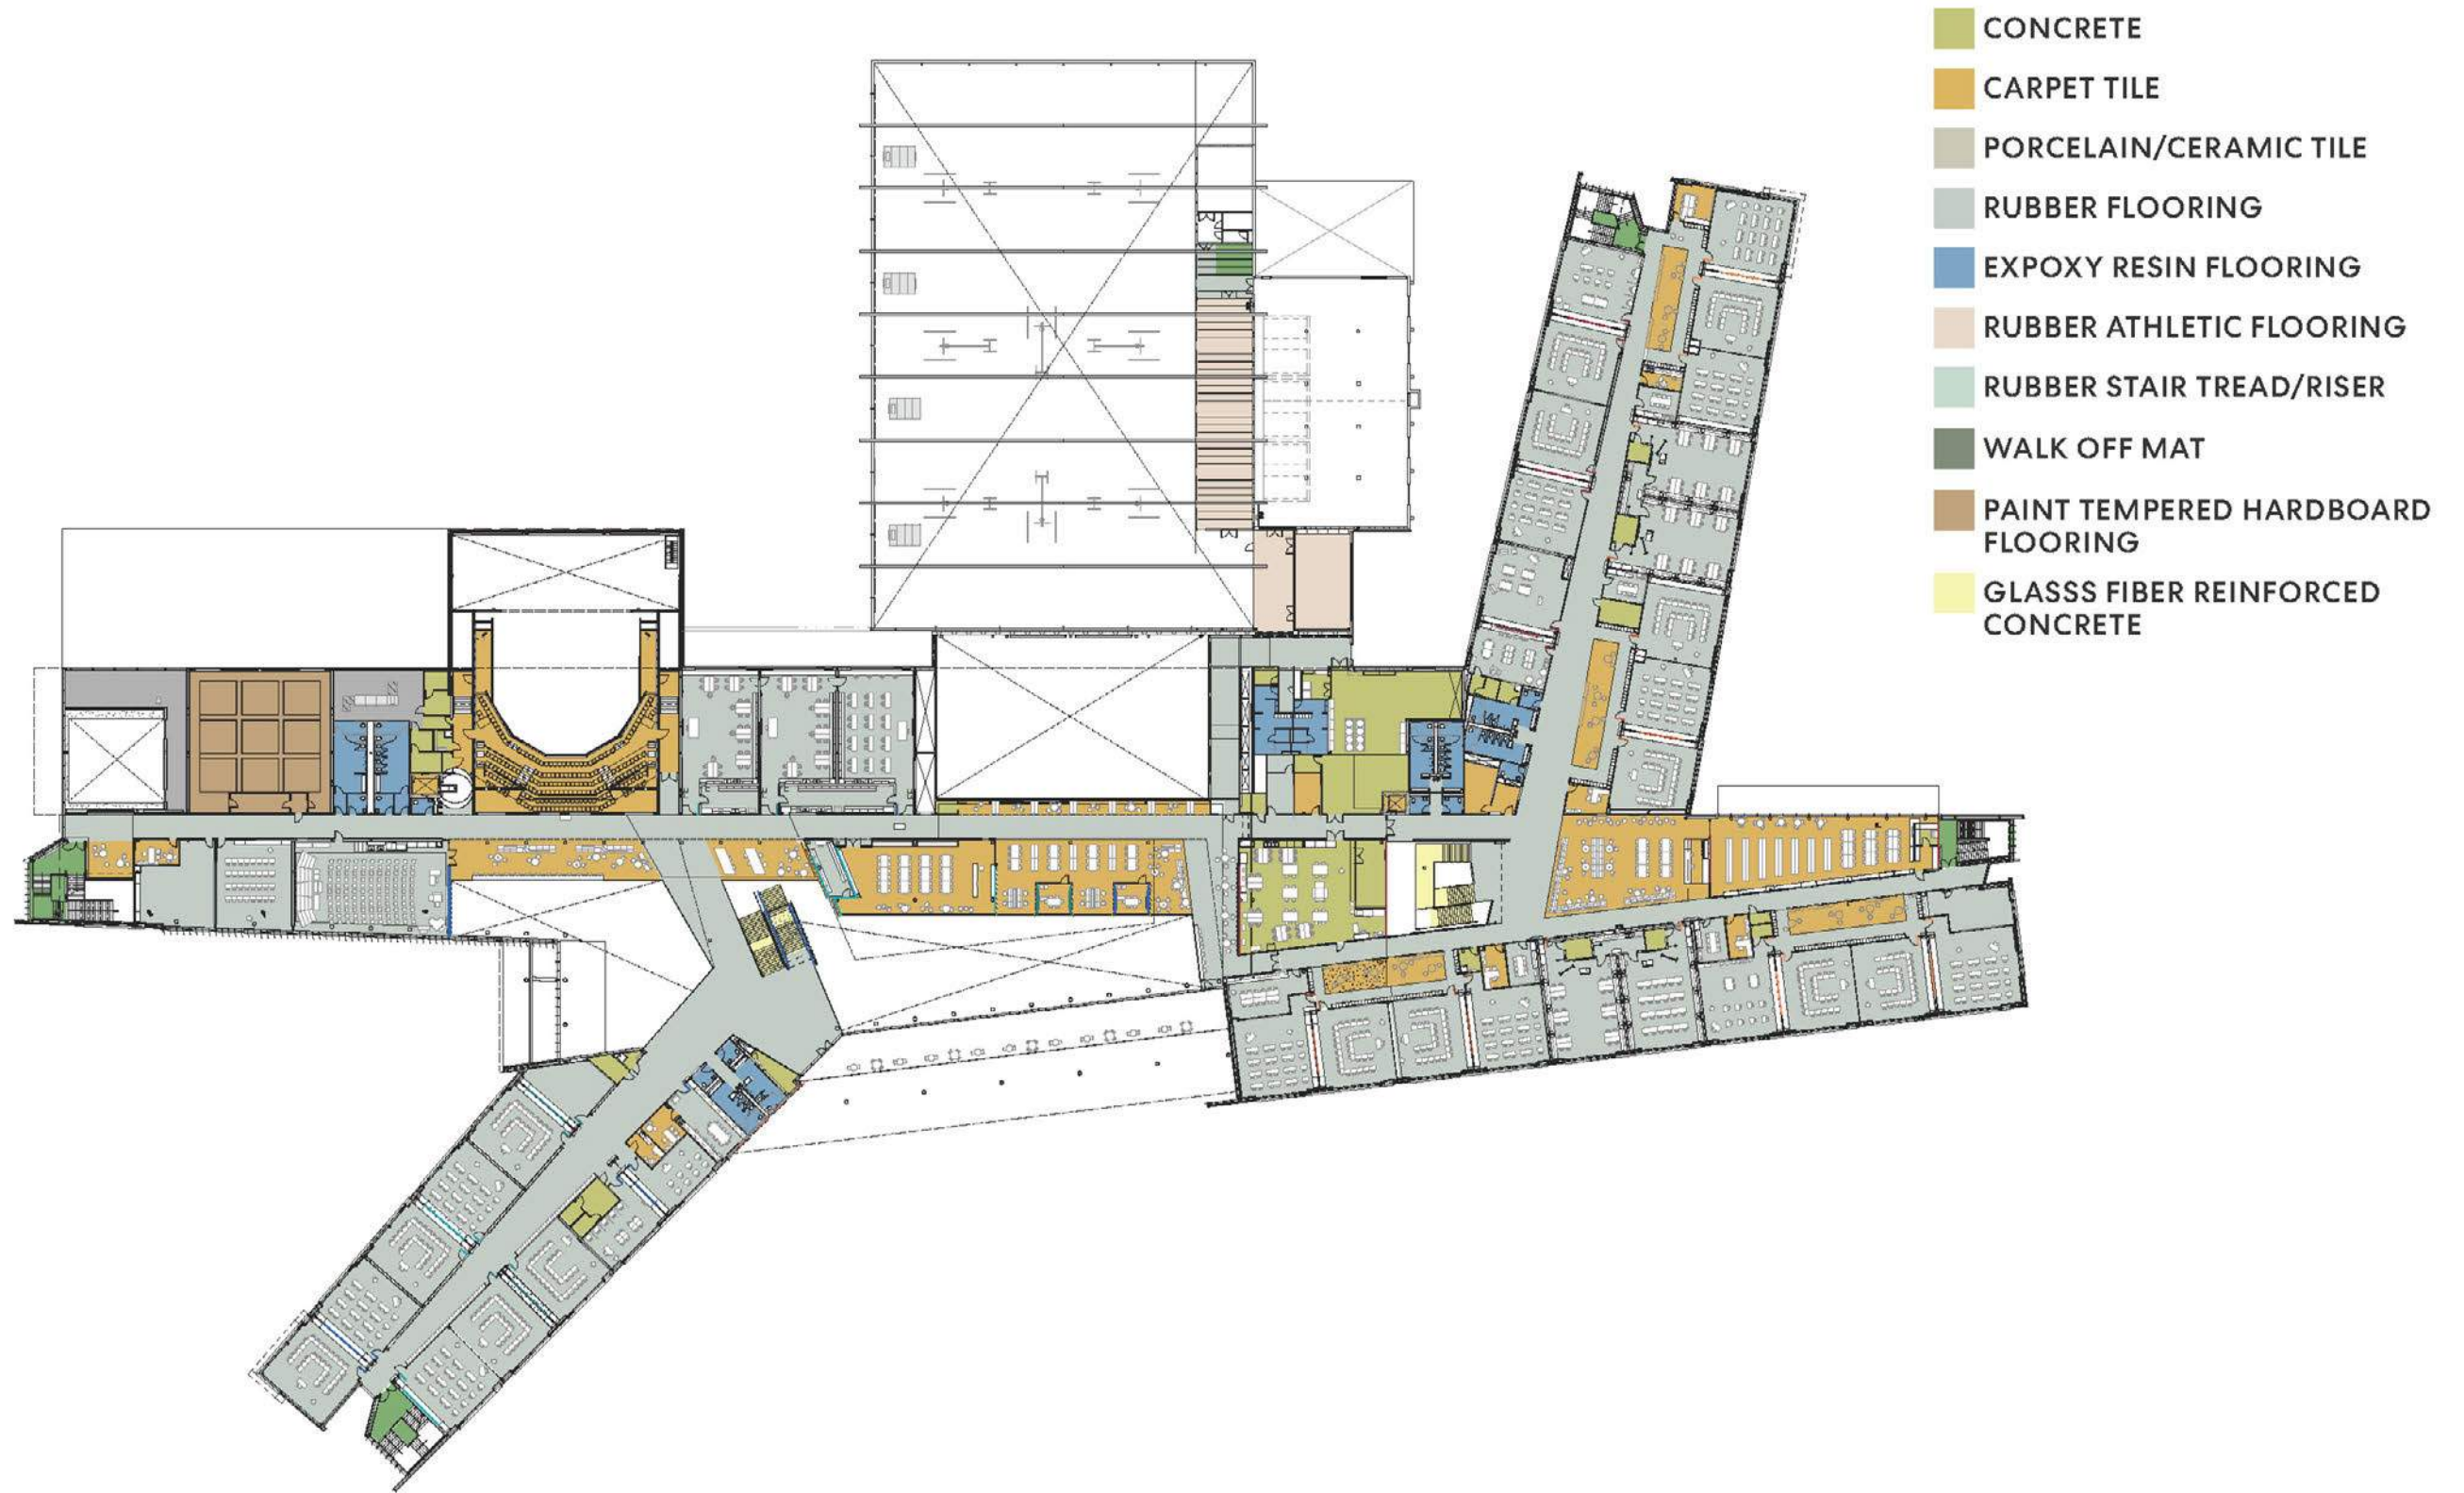 CONCRETE
CARPET TILE
PORCELAIN/CERAMIC TILE
RUBBER FLOORING
EXPOXY RESIN FLOORING
RUBBER ATHLETIC FLOORING
RUBBER STAIR TREAD/RISER
WALK OFF MAT
PAINT TEMPERED HARDBOARD
FLOORING
GLASSS FIBER REINFORCED
CONCRETE